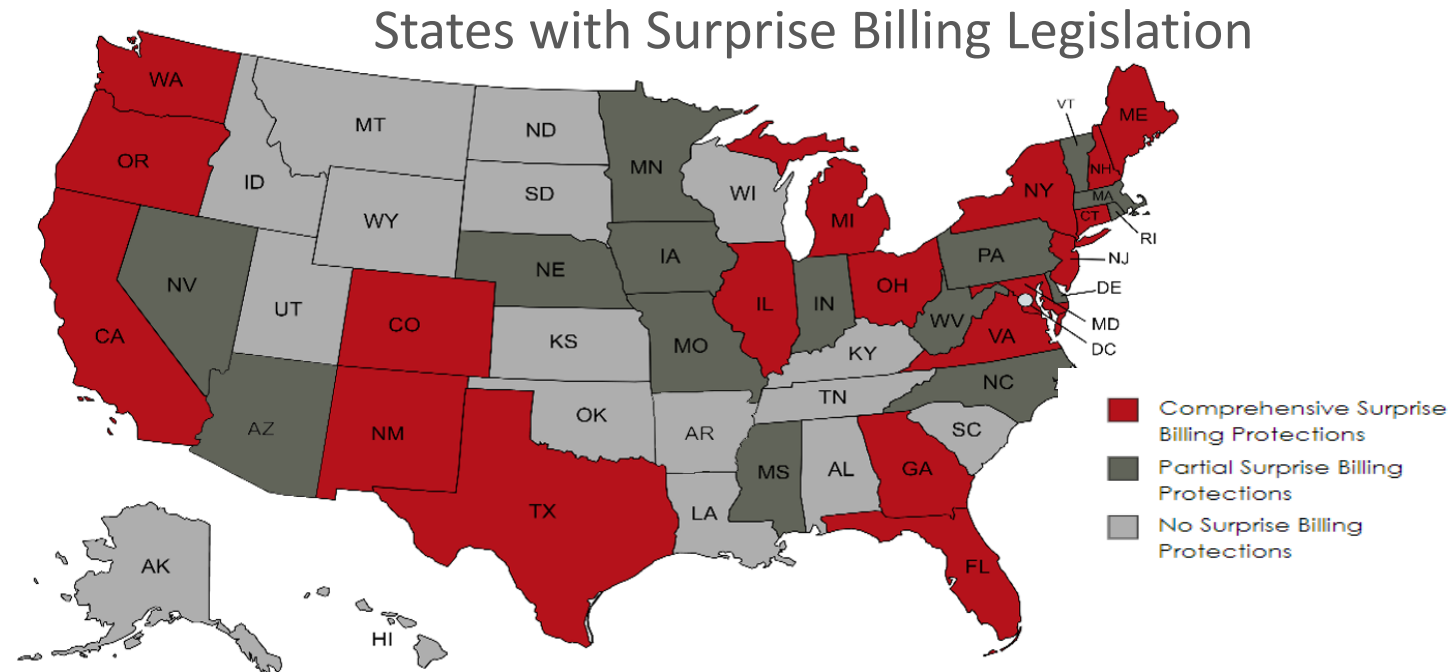 States with Surprise Billing Legislation
WA
MT
ND
MN
VT
ME
OR
ID
SD
WI
MI
NY
NH
MA
CT
RI
WY
NV
NE
IA
PA
NJ
UT
CO
IL
IN
OH
DE
CA
KS
MO
WV
VA
MD
KY
DC
AZ
NM
OK
AR
TN
NC
SC
MS
AL
GA
TX
LA
FL
AK
HI
Comprehensive Surprise
Billing Protections
Partial Surprise Billing
Protections
No Surprise Billing
Protections